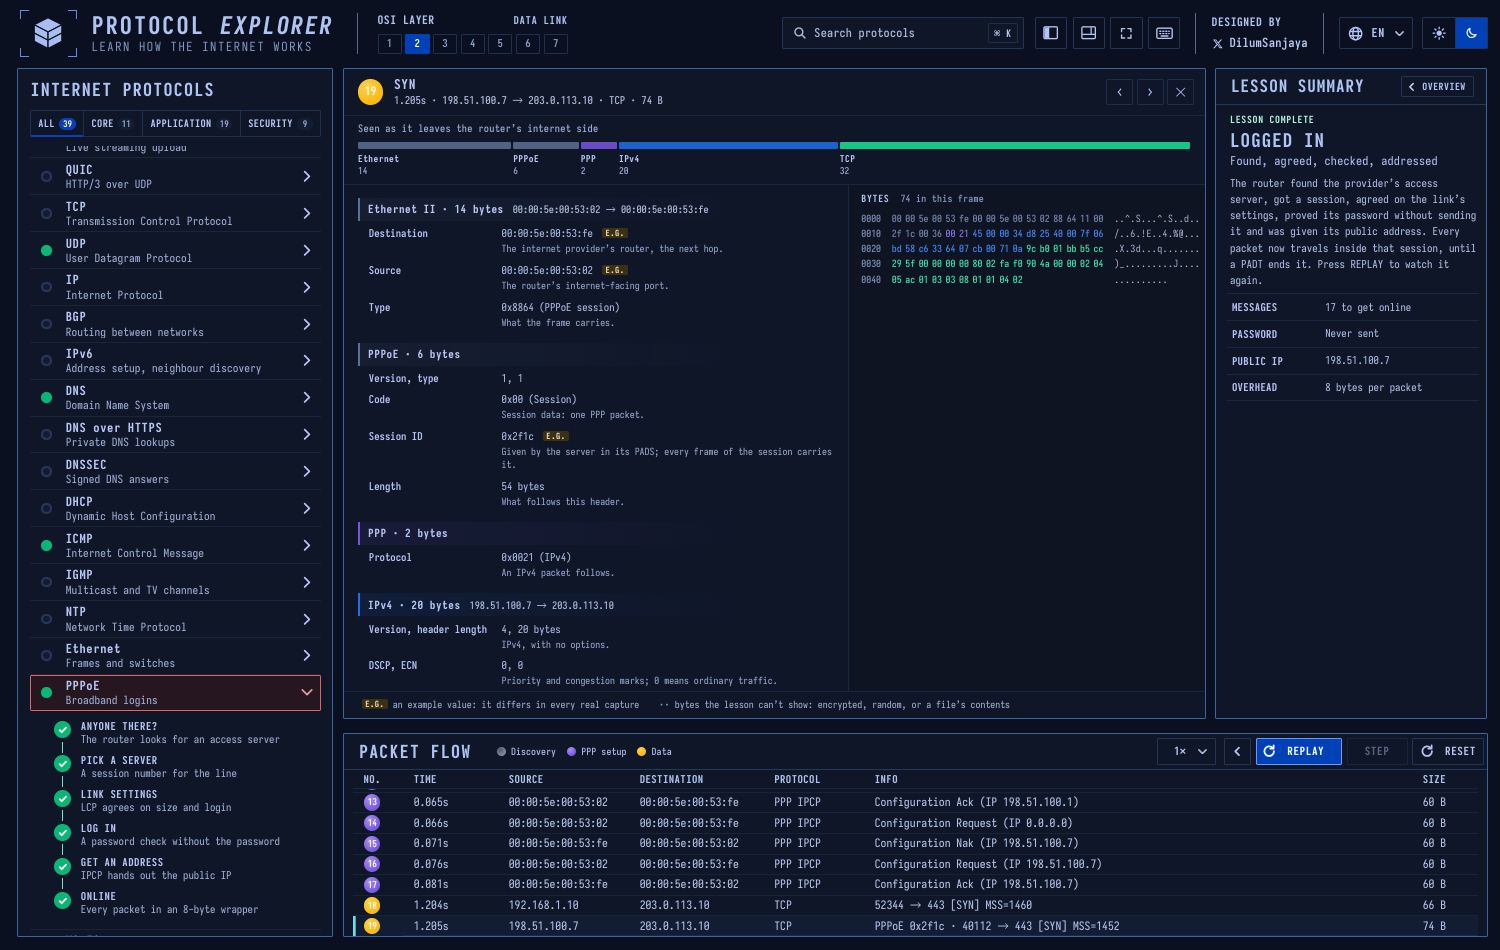 PROTOCOL EXPLORER
LEARN HOW THE INTERNET WORKS
OSI LAYER DATA LINK
1 2 3 4 5 6 7
Search protocols ⌘ K
DESIGNED BY
DilumSanjaya
EN
INTERNET PROTOCOLS
ALL 39 CORE 11 APPLICATION 19 SECURITY 9
Live streaming upload
QUIC
HTTP/3 over UDP
TCP
Transmission Control Protocol
UDP
User Datagram Protocol
IP
Internet Protocol
BGP
Routing between networks
IPv6
Address setup, neighbour discovery
DNS
Domain Name System
DNS over HTTPS
Private DNS lookups
DNSSEC
Signed DNS answers
DHCP
Dynamic Host Configuration
ICMP
Internet Control Message
IGMP
Multicast and TV channels
NTP
Network Time Protocol
Ethernet
Frames and switches
PPPoE
Broadband logins
ANYONE THERE?
The router looks for an access server
PICK A SERVER
A session number for the line
LINK SETTINGS
LCP agrees on size and login
LOG IN
A password check without the password
GET AN ADDRESS
IPCP hands out the public IP
ONLINE
Every packet in an 8-byte wrapper
19 SYN
1.205s · 198.51.100.7 → 203.0.113.10 · TCP · 74 B
Seen as it leaves the router’s internet side
Ethernet PPPoE PPP IPv4 TCP
14 6 2 20 32
Ethernet II · 14 bytes 00:00:5e:00:53:02 → 00:00:5e:00:53:fe
Destination 00:00:5e:00:53:fe E.G.
The internet provider’s router, the next hop.
Source 00:00:5e:00:53:02 E.G.
The router’s internet-facing port.
Type 0x8864 (PPPoE session)
What the frame carries.
PPPoE · 6 bytes
Version, type 1, 1
Code 0x00 (Session)
Session data: one PPP packet.
Session ID 0x2f1c E.G.
Given by the server in its PADS; every frame of the session carries
it.
Length 54 bytes
What follows this header.
PPP · 2 bytes
Protocol 0x0021 (IPv4)
An IPv4 packet follows.
IPv4 · 20 bytes 198.51.100.7 → 203.0.113.10
Version, header length 4, 20 bytes
IPv4, with no options.
DSCP, ECN 0, 0
Priority and congestion marks; 0 means ordinary traffic.
E.G. an example value: it differs in every real capture ·· bytes the lesson can’t show: encrypted, random, or a file’s contents
BYTES 74 in this frame
0000 00 00 5e 00 53 fe 00 00 5e 00 53 02 88 64 11 00 ..^.S...^.S..d..
0010 2f 1c 00 36 00 21 45 00 00 34 d8 25 40 00 7f 06 /..6.!E..4.%@...
0020 bd 58 c6 33 64 07 cb 00 71 0a 9c b0 01 bb b5 cc .X.3d...q.......
0030 29 5f 00 00 00 00 80 02 fa f0 90 4a 00 00 02 04 )_.........J....
0040 05 ac 01 03 03 08 01 01 04 02 ..........
LESSON SUMMARY OVERVIEW
LESSON COMPLETE
LOGGED IN
Found, agreed, checked, addressed
The router found the provider’s access
server, got a session, agreed on the link’s
settings, proved its password without sending
it and was given its public address. Every
packet now travels inside that session, until
a PADT ends it. Press REPLAY to watch it
again.
MESSAGES 17 to get online
PASSWORD Never sent
PUBLIC IP 198.51.100.7
OVERHEAD 8 bytes per packet
PACKET FLOW Discovery PPP setup Data 1× REPLAY STEP RESET
NO. TIME SOURCE DESTINATION PROTOCOL INFO SIZE
13 0.065s 00:00:5e:00:53:02 00:00:5e:00:53:fe PPP IPCP Configuration Ack (IP 198.51.100.1) 60 B
14 0.066s 00:00:5e:00:53:02 00:00:5e:00:53:fe PPP IPCP Configuration Request (IP 0.0.0.0) 60 B
15 0.071s 00:00:5e:00:53:fe 00:00:5e:00:53:02 PPP IPCP Configuration Nak (IP 198.51.100.7) 60 B
16 0.076s 00:00:5e:00:53:02 00:00:5e:00:53:fe PPP IPCP Configuration Request (IP 198.51.100.7) 60 B
17 0.081s 00:00:5e:00:53:fe 00:00:5e:00:53:02 PPP IPCP Configuration Ack (IP 198.51.100.7) 60 B
18 1.204s 192.168.1.10 203.0.113.10 TCP 52344 → 443 [SYN] MSS=1460 66 B
19 1.205s 198.51.100.7 203.0.113.10 TCP PPPoE 0x2f1c · 40112 → 443 [SYN] MSS=1452 74 B